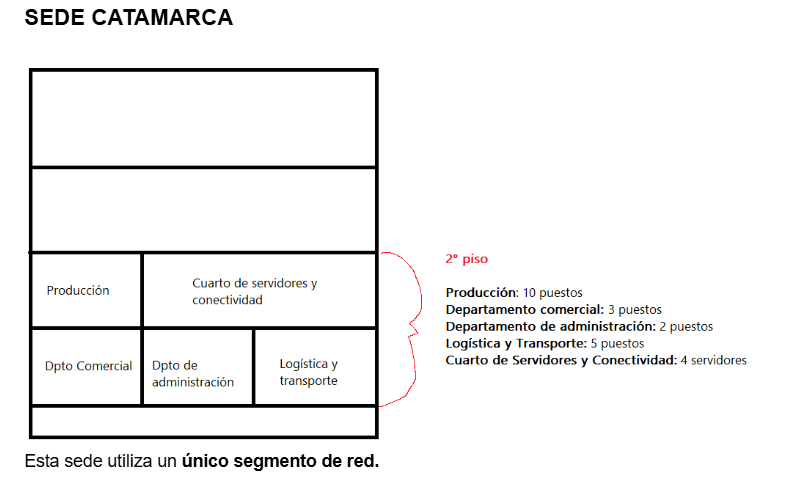 SEDE CATAMARCA
Producción
Cuarto de servidores y
conectividad
Dpto Comercial
Dpto de
administración
Logística y
transporte
2° piso
Producción: 10 puestos
Departamento comercial: 3 puestos
Departamento de administración: 2 puestos
Logística y Transporte: 5 puestos
Cuarto de Servidores y Conectividad: 4 servidores
Esta sede utiliza un único segmento de red.